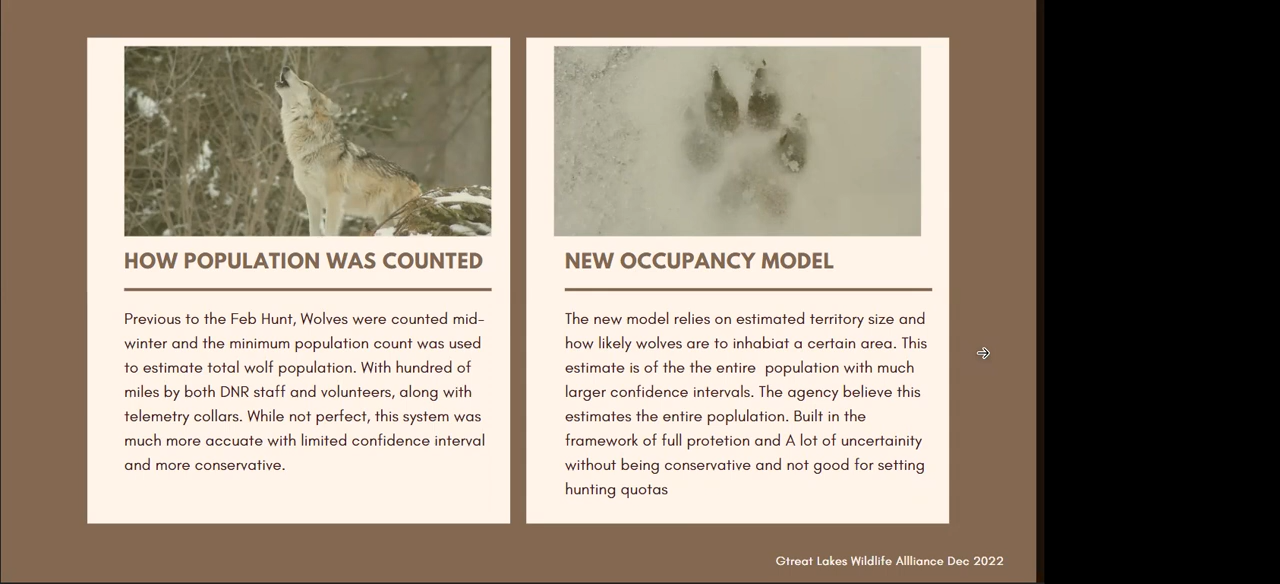 HOW POPULATION WAS COUNTED
Previous to the Feb Hunt, Wolves were counted mid-
winter and the minimum population count was used
to estimate total wolf population. With hundred of
miles by both DNR staff and volunteers, along with
telemetry collars. While not perfect, this system was
much more accuate with limited confidence interval
and more conservative.
NEW OCCUPANCY MODEL
The new model relies on estimated territory size and
how likely wolves are to inhabiat a certain area. This
estimate is of the the entire  population with much
larger confidence intervals. The agency believe this
estimates the entire poplulation. Built in the
framework of full protetion and A lot of uncertainity
without being conservative and not good for setting
hunting quotas
Gtreat Lakes Wildlife Allliance Dec 2022